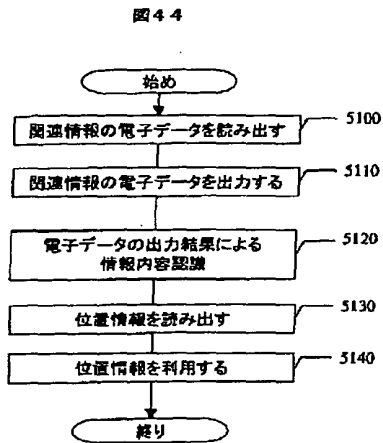 図44
始め
関連情報の電子データを読み出す
5100
関連情報の電子データを出力する
5110
電子データの出力結果による
情報内容認識
5120
位置情報を読み出す
5130
位置情報を利用する
5140
終り